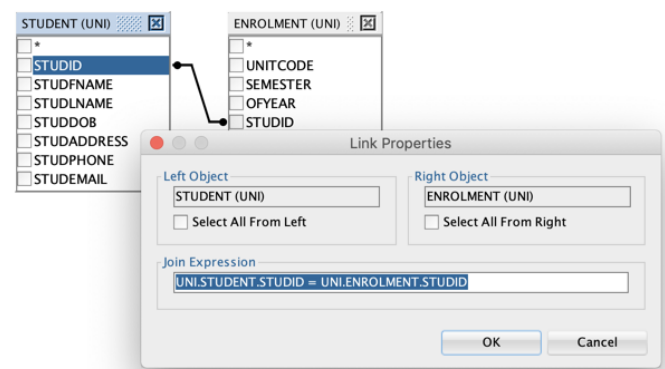 STUDENT (UNI)
*
STUDID
STUDFNAME
STUDLNAME
STUDDOB
STUDADDRESS
STUDPHONE
STUDEMAIL
ENROLMENT (UNI)
*
UNITCODE
SEMESTER
OFYEAR
STUDID
Link Properties
Left Object
STUDENT (UNI)
Select All From Left
Right Object
ENROLMENT (UNI)
Select All From Right
Join Expression
UNI.STUDENT.STUDID = UNI.ENROLMENT.STUDID
OK Cancel